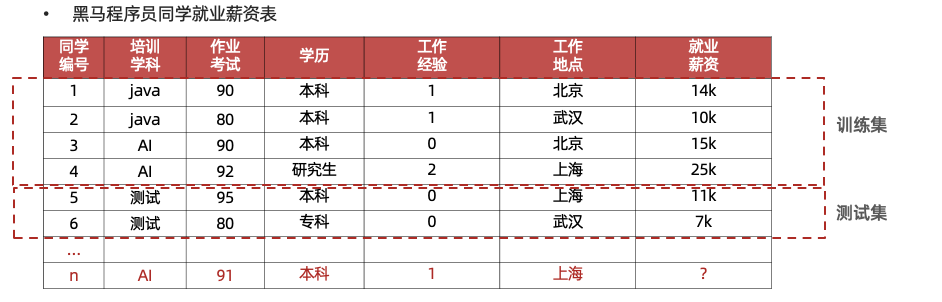 • 黑马程序员同学就业薪资表
同学编号 培训学科 作业考试 学历 工作经验 工作地点 就业薪资
1 java 90 本科 1 北京 14k
2 java 80 本科 1 武汉 10k
训练集
3 AI 90 本科 0 北京 15k
4 AI 92 研究生 2 上海 25k
5 测试 95 本科 0 上海 11k
测试集
6 测试 80 专科 0 武汉 7k
...
n AI 91 本科 1 上海 ?